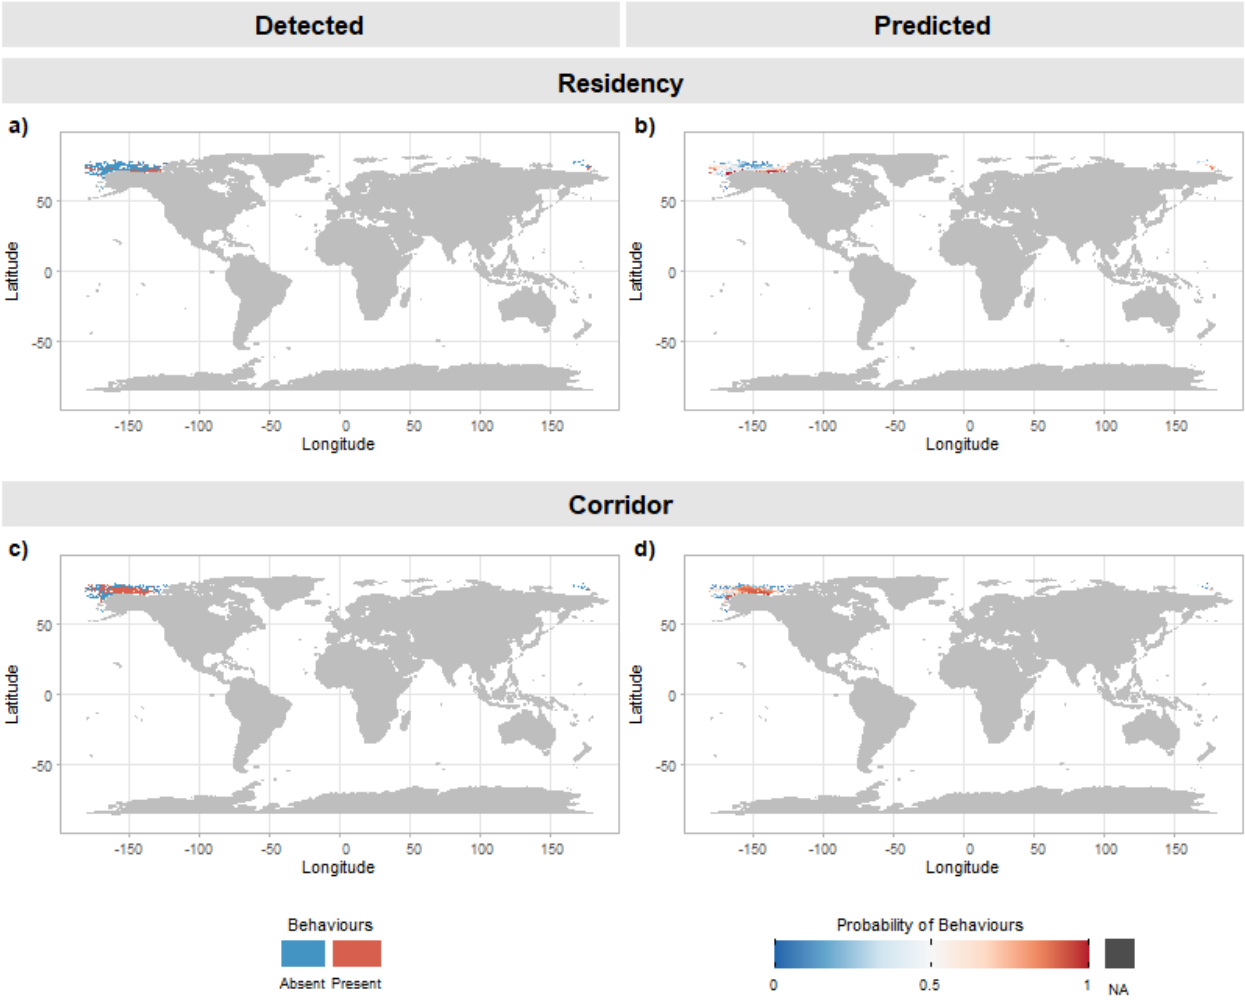 Detected Predicted
Residency
a) b)
50 50
0 0
-50 -50
Latitude Latitude
-150 -100 -50 0 50 100 150 -150 -100 -50 0 50 100 150
Longitude Longitude
Corridor
c) d)
50 50
0 0
-50 -50
Latitude Latitude
-150 -100 -50 0 50 100 150 -150 -100 -50 0 50 100 150
Longitude Longitude
Behaviours Probability of Behaviours
Absent Present 0 0.5 1 NA